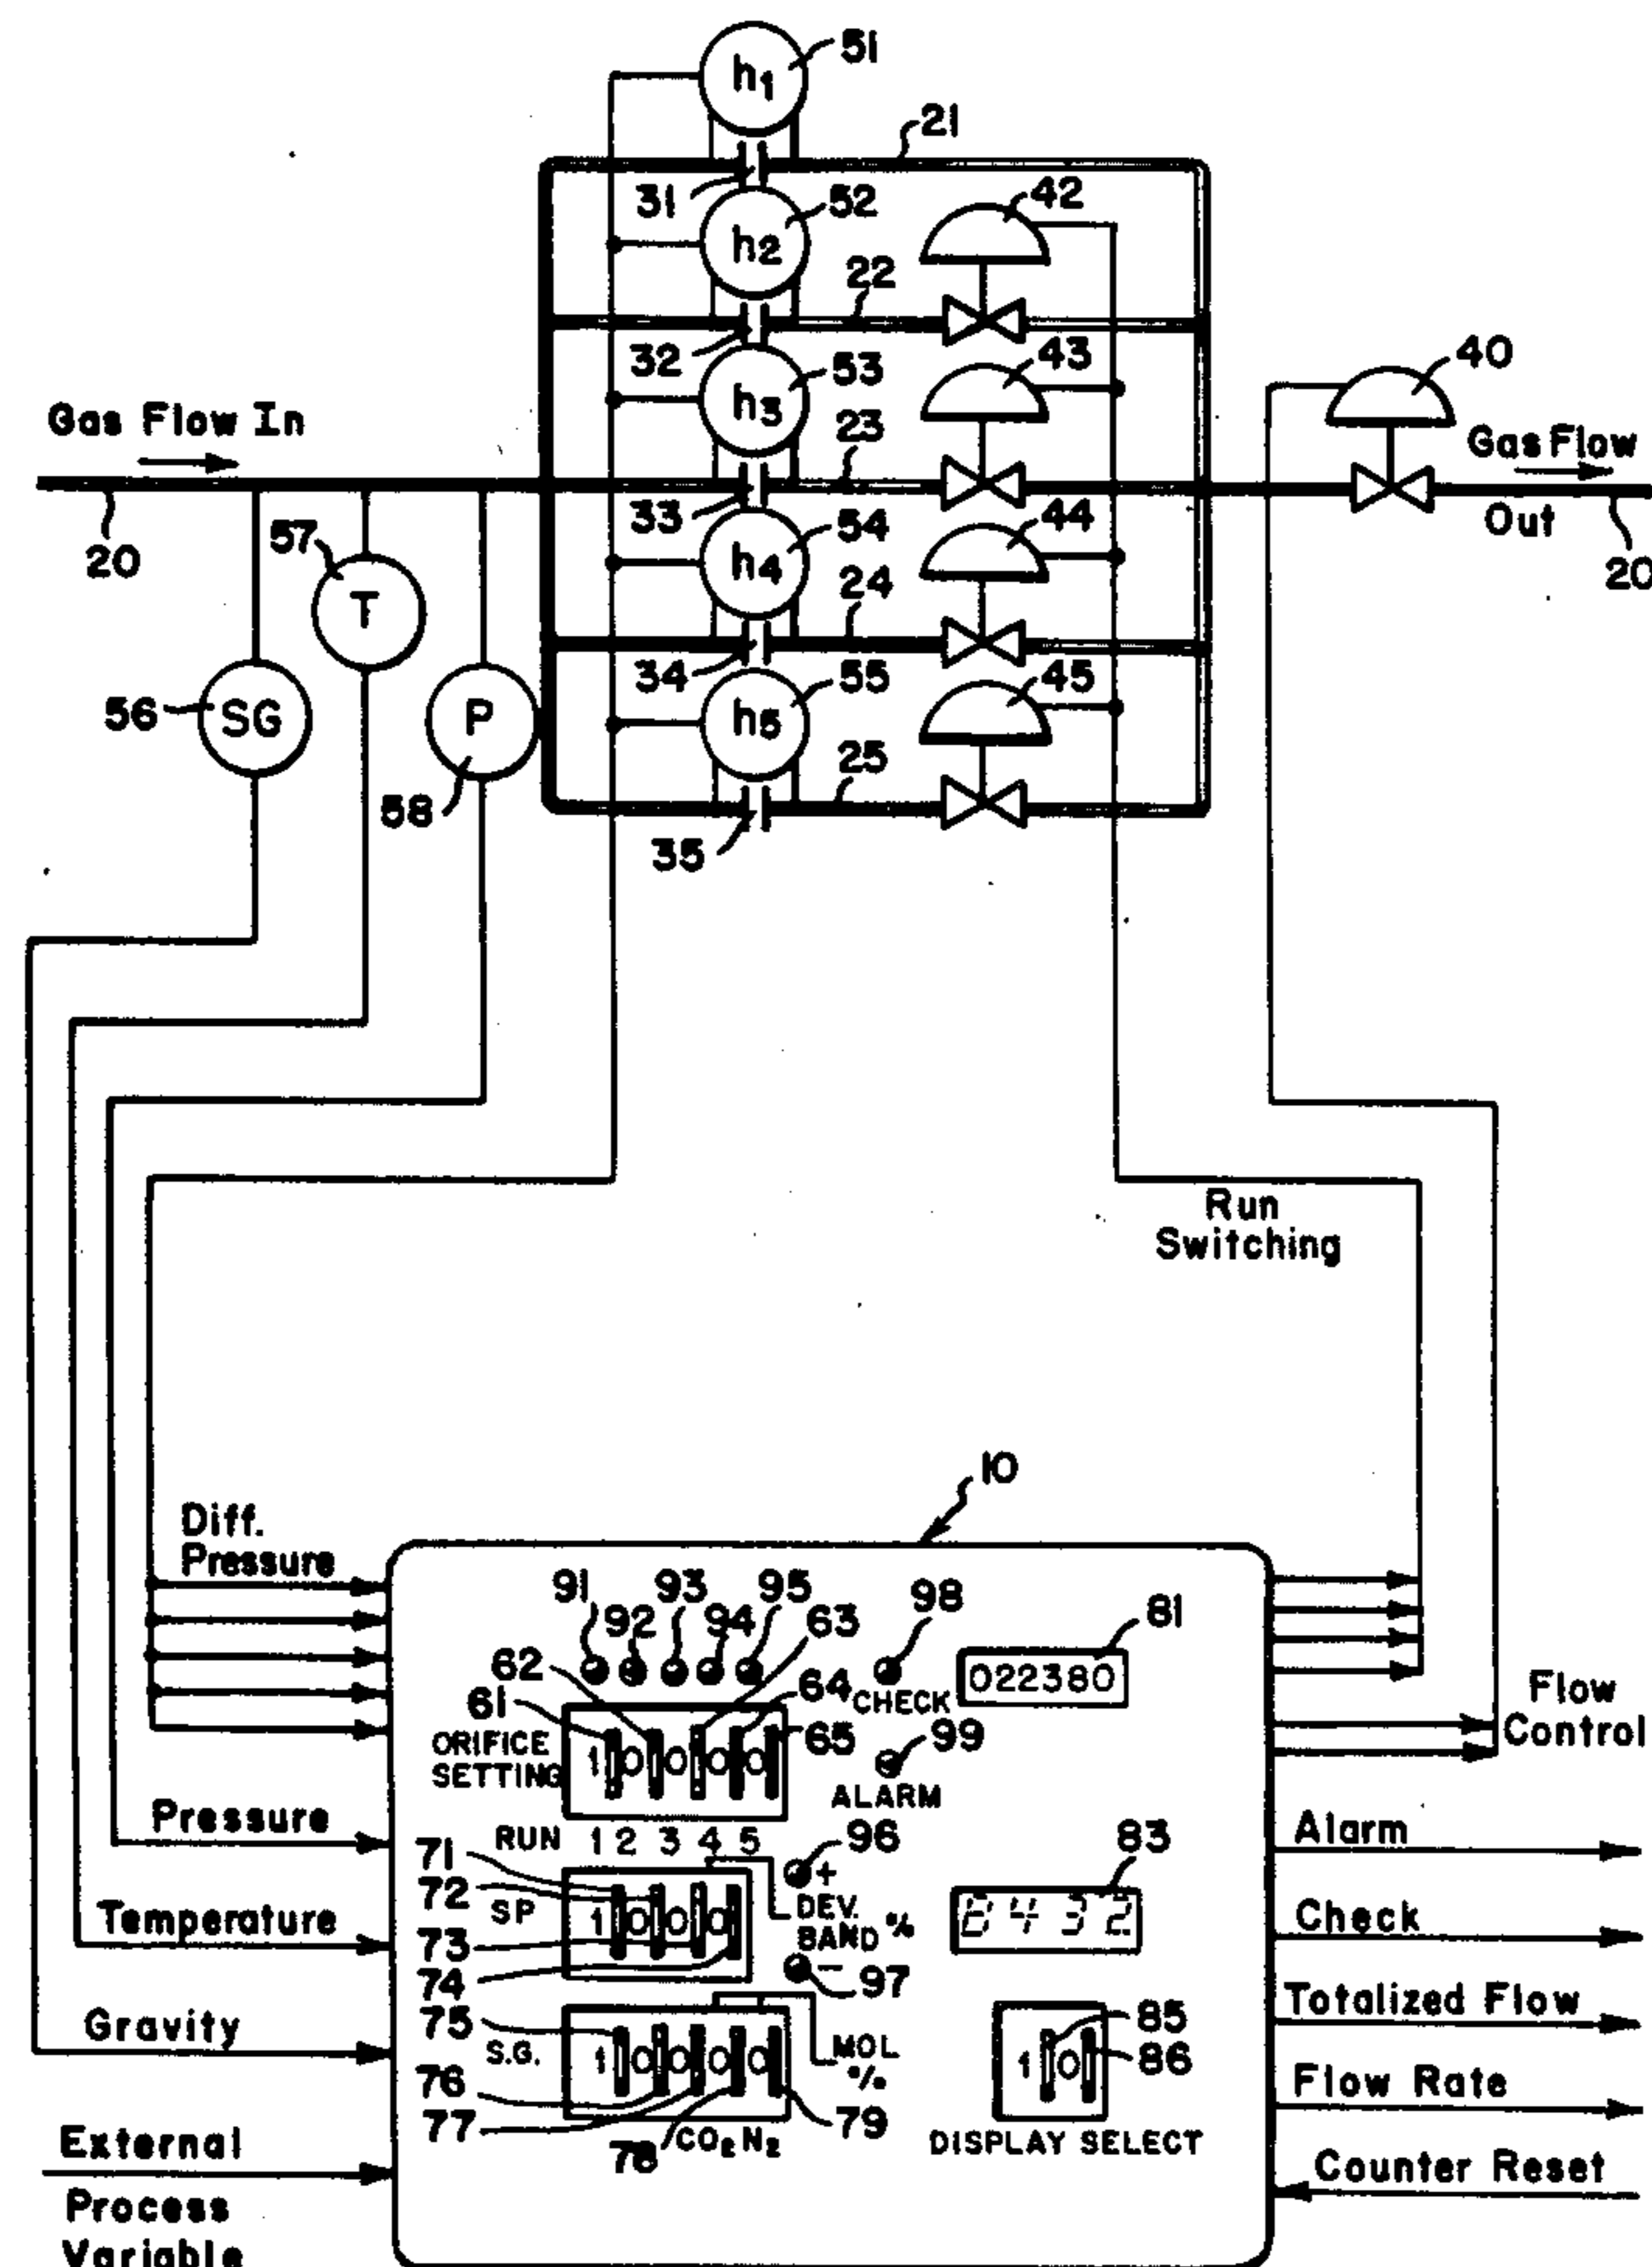 h1 51
21
31
h2 52
42
22
32
h3 53
43
40
Gas Flow In
23
Gas Flow
Out
20
33
20
57
T
h4 54
44
24
34
56 SG
P
58
h5 55
45
25
35
Run
Switching
10
Diff.
Pressure
91 93 95 98
92 94 63
81
62
022380
61
64 CHECK
65
99
ORIFICE
SETTING
1 0 0 0 0
ALARM
Flow
Control
Pressure
RUN 1 2 3 4 5
96
+
Alarm
71
72
SP
1 0 0 0
DEV.
BAND %
83
8432
73
74
-
97
Temperature
Check
75
S.G.
1 0 0 0 0
MOL
%
76
77
78
CO2 N2
79
85
86
1 0
DISPLAY SELECT
Gravity
Totalized Flow
Flow Rate
External
Process
Variable
Counter Reset